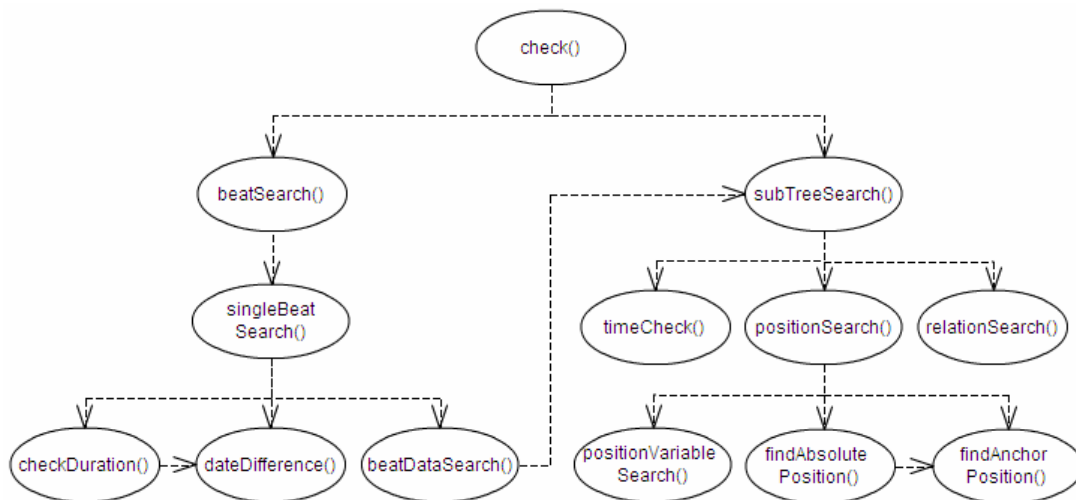 check()
beatSearch()
subTreeSearch()
singleBeat
Search()
timeCheck()
positionSearch()
relationSearch()
checkDuration()
dateDifference()
beatDataSearch()
positionVariable
Search()
findAbsolute
Position()
findAnchor
Position()